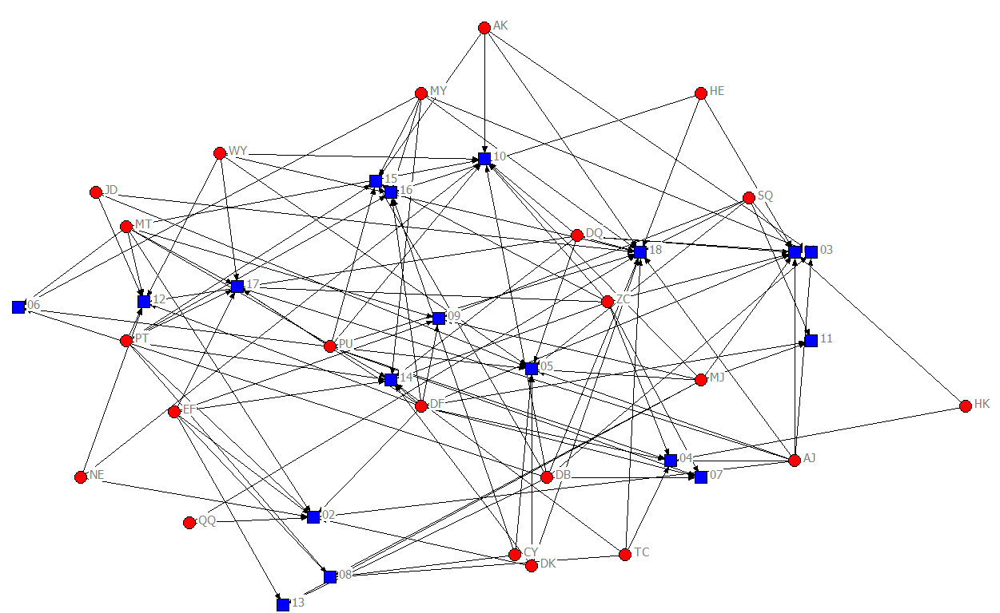 AK
MY
HE
WY
10
15
16
JD
SQ
MT
DQ
18
03
17
12
06
ZC
09
PT
PU
11
05
14
MJ
DF
EF
HK
04
AJ
NE
DB
07
02
QQ
CY
TC
DK
08
13